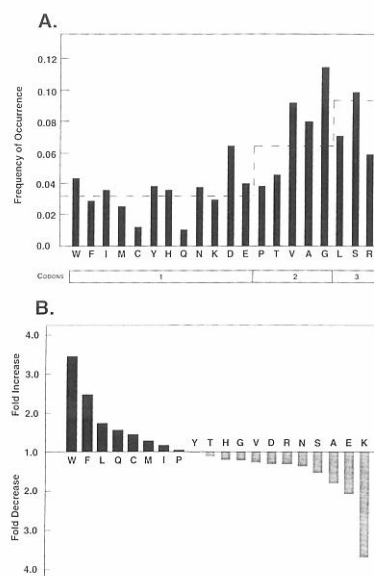 A.
Frequency of Occurrence
0.12
0.10
0.08
0.06
0.04
0.02
0.0
W F I M C Y H Q N K D E P T V A G L S R
CODONS 1 2 3
B.
Fold Increase
4.0
3.0
2.0
1.0
Y T H G V D R N S A E K
W F L Q C M I P
Fold Decrease
2.0
3.0
4.0